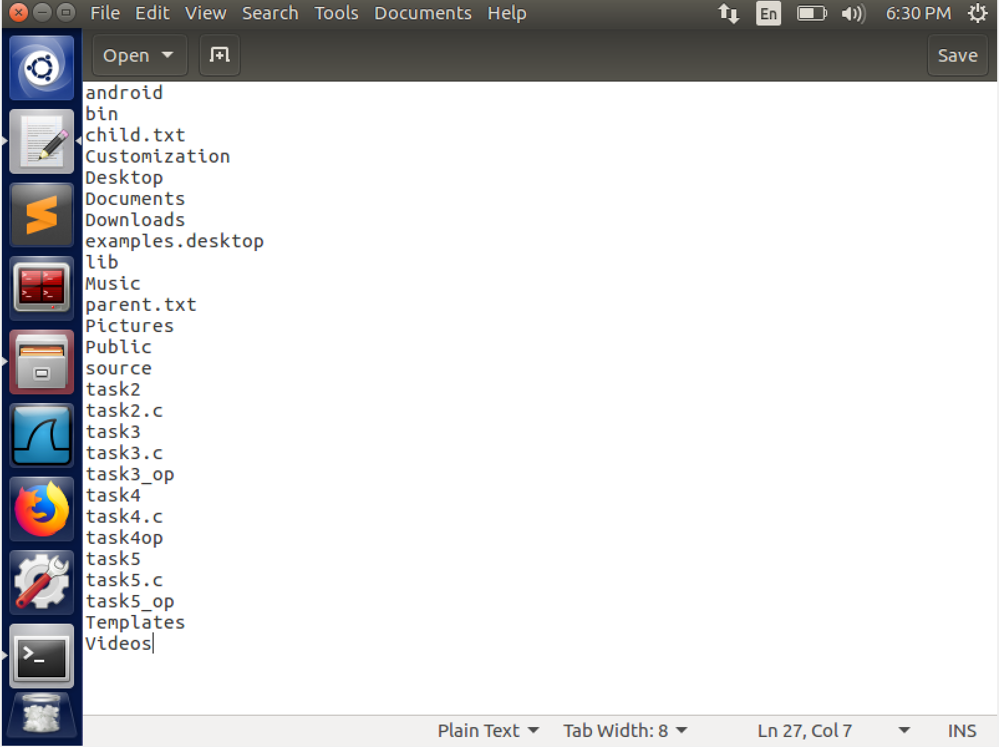 File Edit View Search Tools Documents Help En 6:30 PM
Open Save
android
bin
child.txt
Customization
Desktop
Documents
Downloads
examples.desktop
lib
Music
parent.txt
Pictures
Public
source
task2
task2.c
task3
task3.c
task3_op
task4
task4.c
task4op
task5
task5.c
task5_op
Templates
Videos
Plain Text Tab Width: 8 Ln 27, Col 7 INS